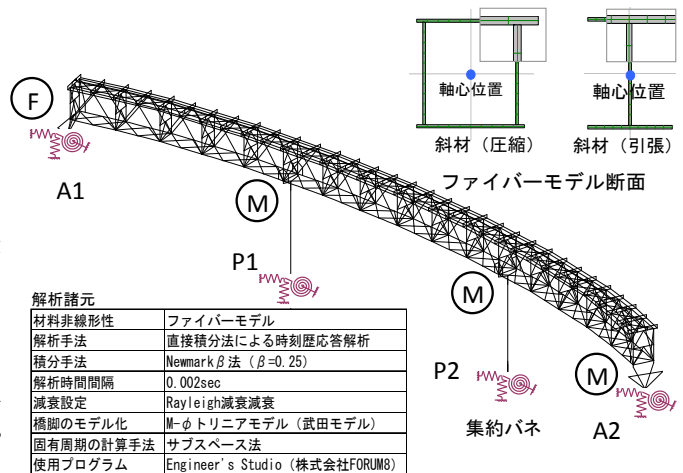 軸心位置
軸心位置
斜材（圧縮）
斜材（引張）
ファイバーモデル断面
F
A1
M
P1
M
P2
M
集約バネ
A2
解析諸元
材料非線形性 ファイバーモデル
解析手法 直接積分法による時刻歴応答解析
積分手法 Newmarkβ法（β=0.25）
解析時間間隔 0.002sec
減衰設定 Rayleigh減衰減衰
橋脚のモデル化 M-φトリニアモデル（武田モデル）
固有周期の計算手法 サブスペース法
使用プログラム Engineer's Studio（株式会社FORUM8）